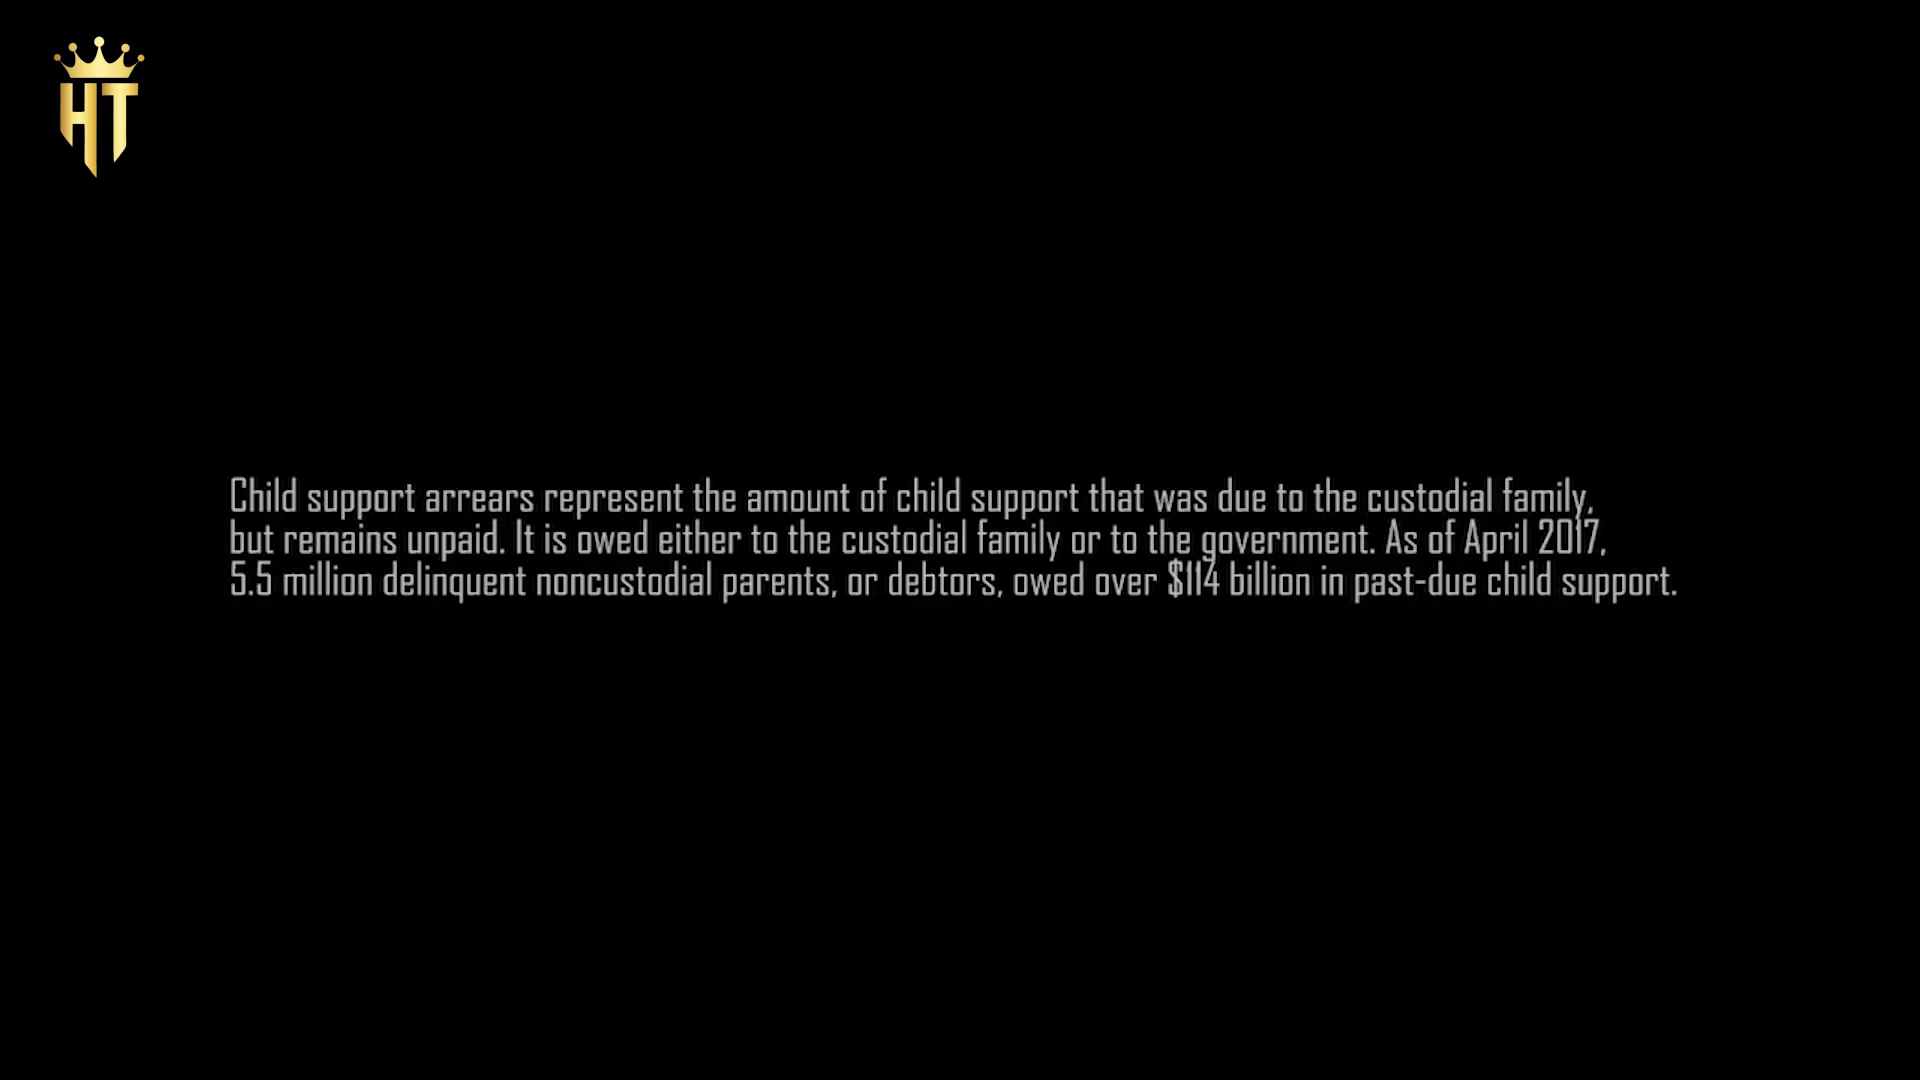 HT
Child support arrears represent the amount of child support that was due to the custodial family,
but remains unpaid. It is owed either to the custodial family or to the government. As of April 2017,
5.5 million delinquent noncustodial parents, or debtors, owed over $114 billion in past-due child support.